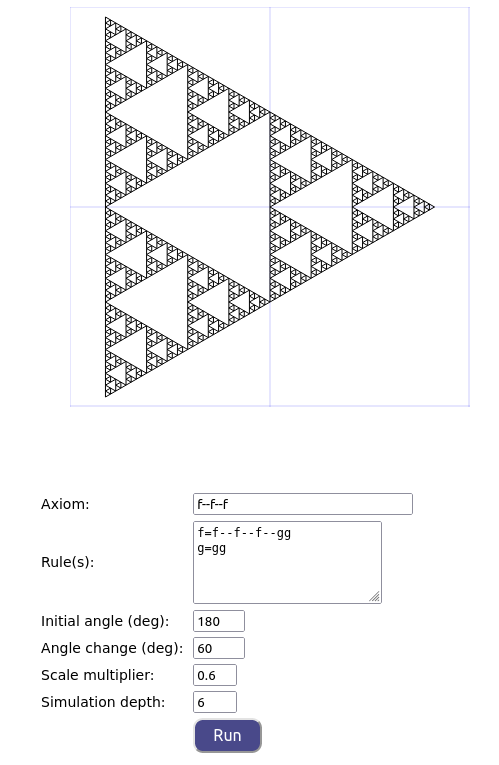 Axiom: f--f--f
Rule(s): f=f--f--f--gg
g=gg
Initial angle (deg): 180
Angle change (deg): 60
Scale multiplier: 0.6
Simulation depth: 6
Run